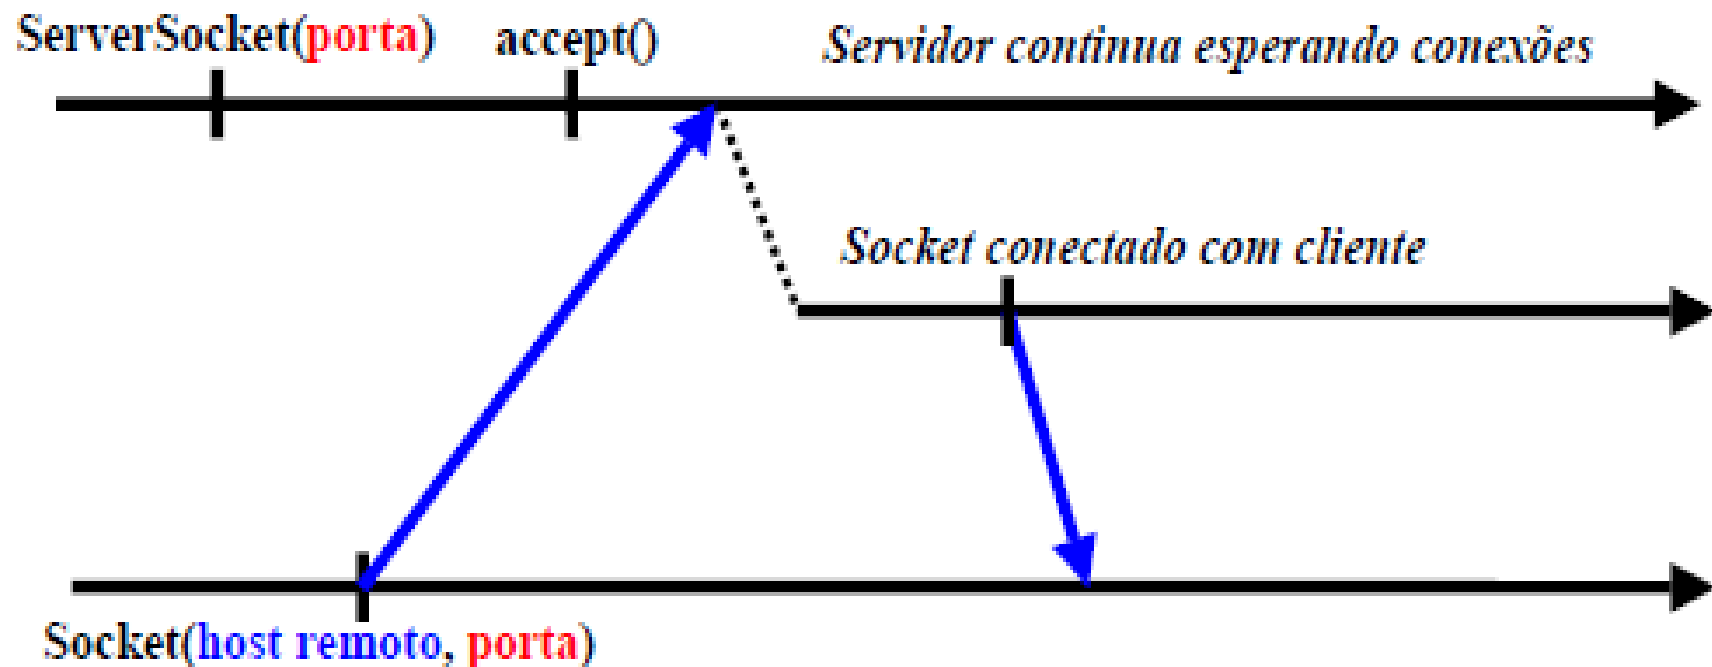 ServerSocket(porta)
accept()
Servidor continua esperando conexões
Socket conectado com cliente
Socket(host remoto, porta)